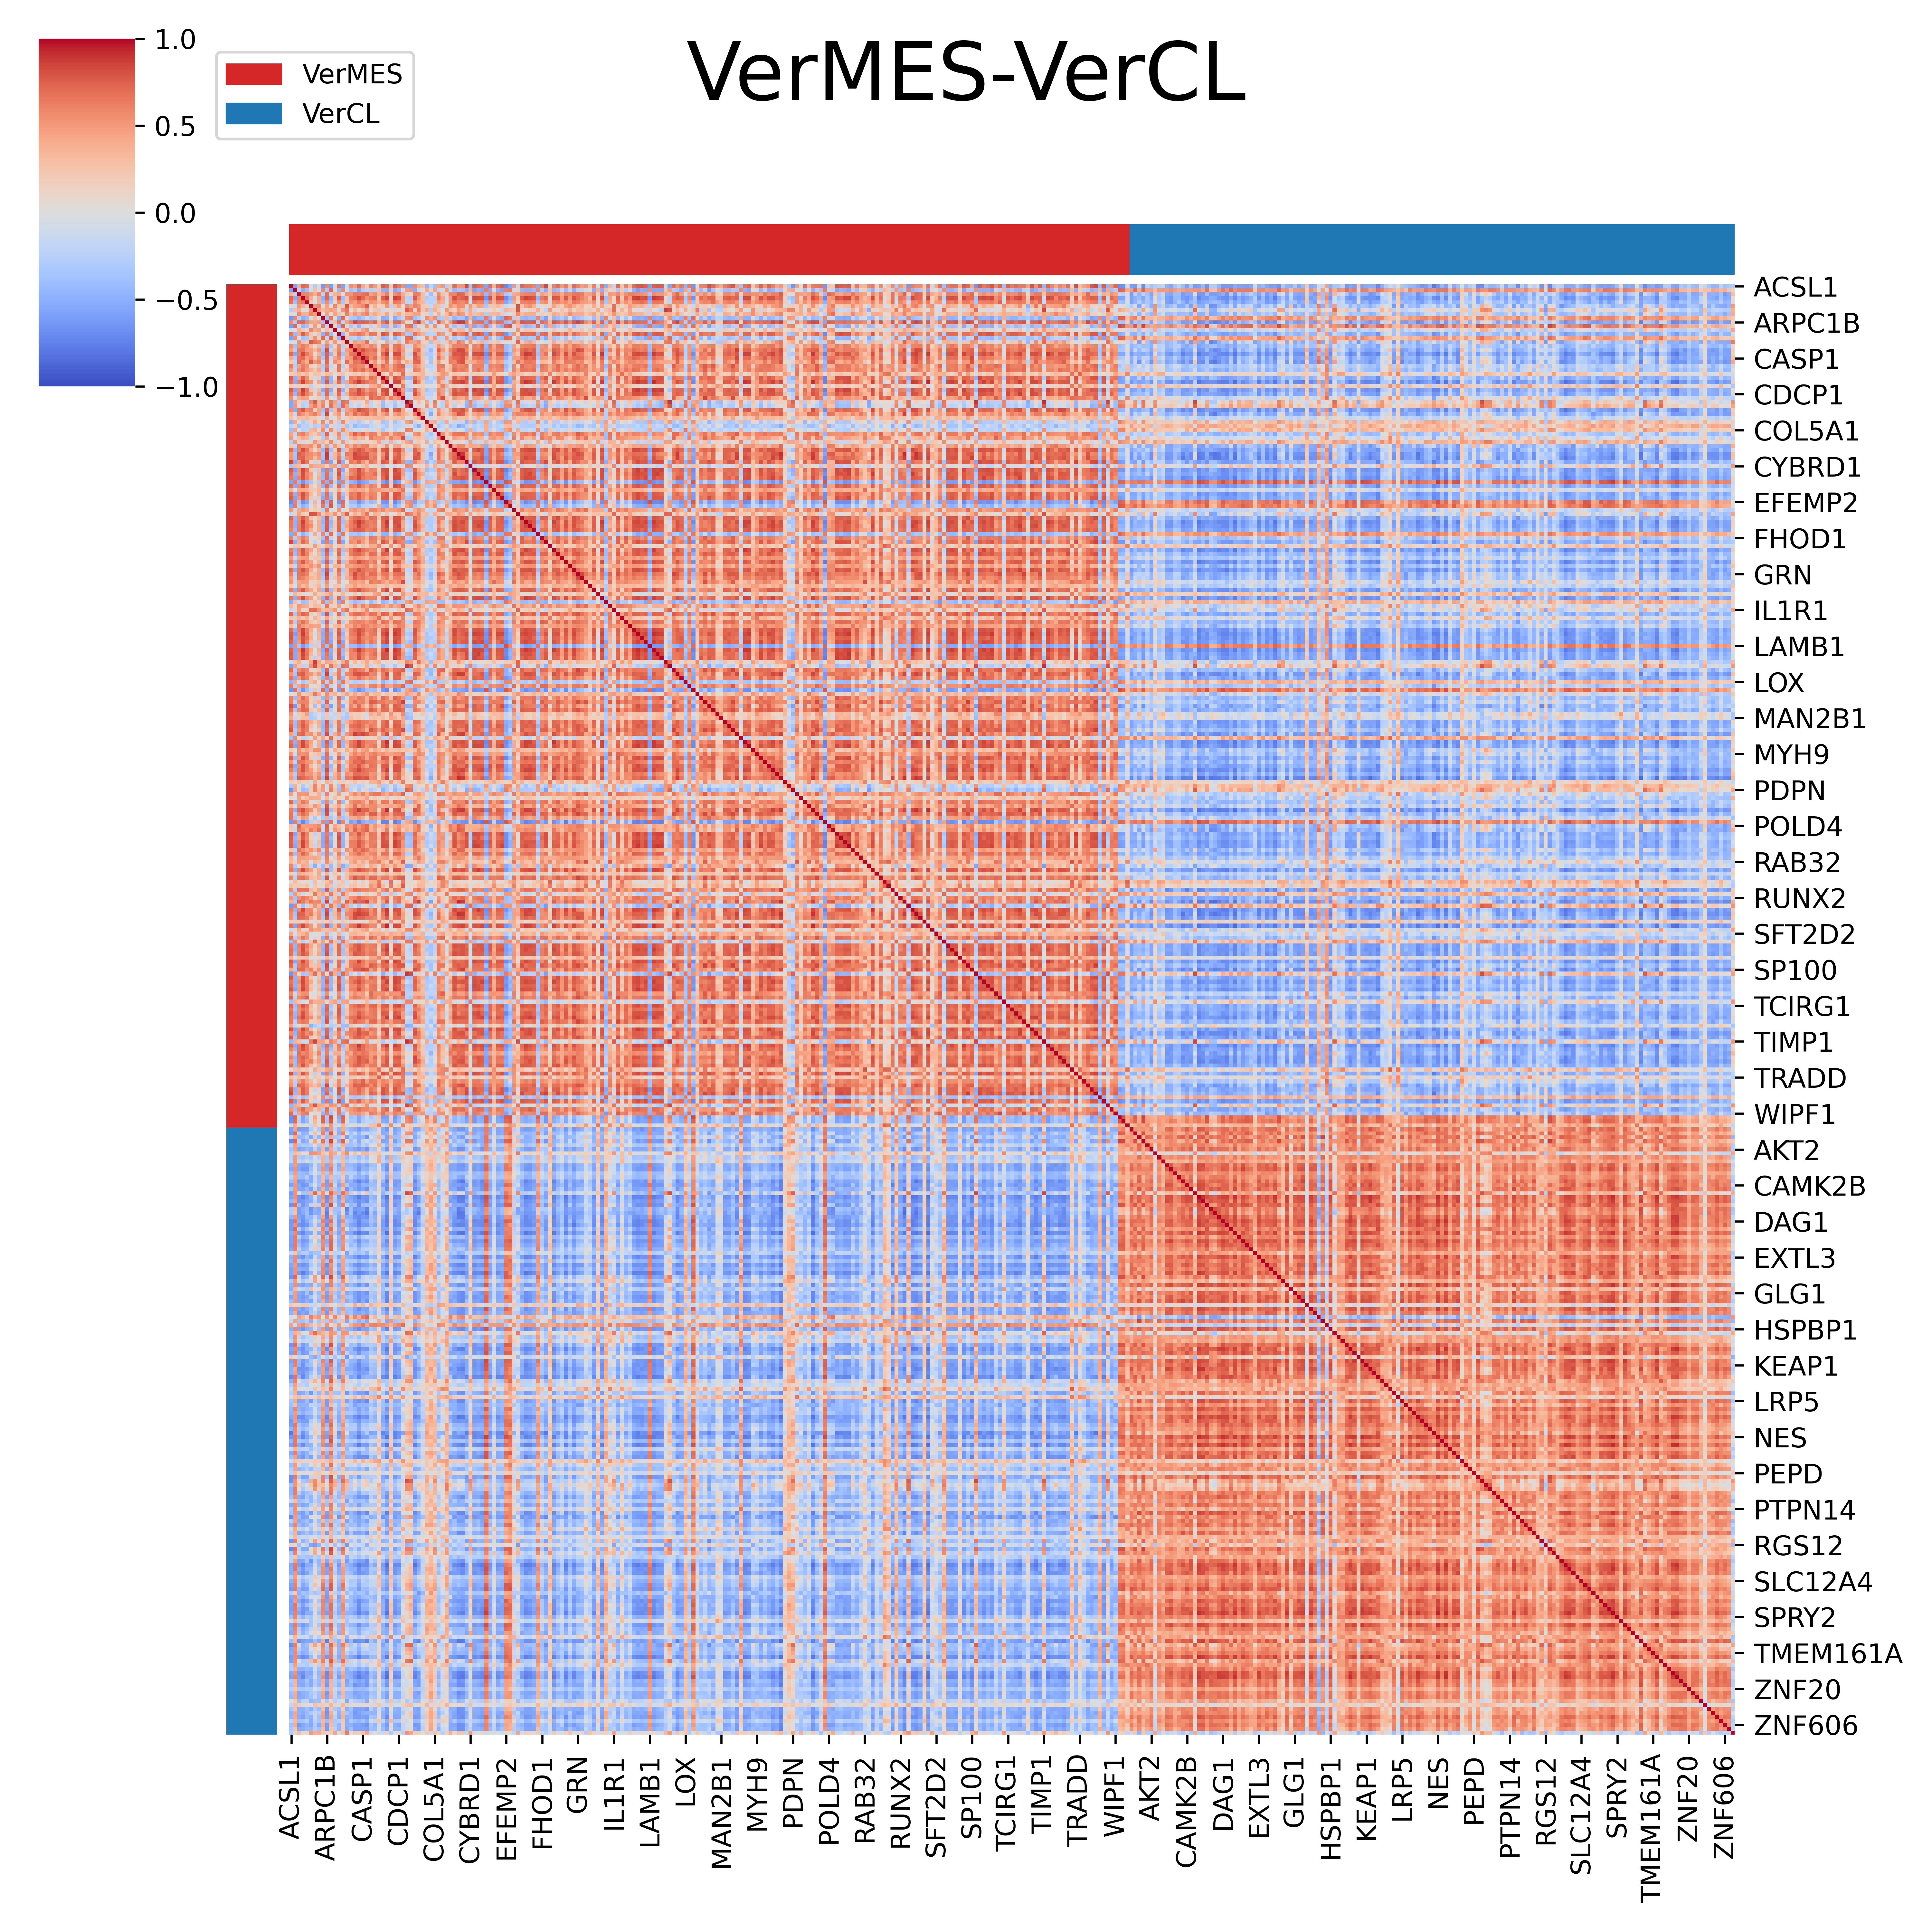 VerMES-VerCL
1.0
0.5
0.0
−0.5
−1.0
VerMES
VerCL
ACSL1
ARPC1B
CASP1
CDCP1
COL5A1
CYBRD1
EFEMP2
FHOD1
GRN
IL1R1
LAMB1
LOX
MAN2B1
MYH9
PDPN
POLD4
RAB32
RUNX2
SFT2D2
SP100
TCIRG1
TIMP1
TRADD
WIPF1
AKT2
CAMK2B
DAG1
EXTL3
GLG1
HSPBP1
KEAP1
LRP5
NES
PEPD
PTPN14
RGS12
SLC12A4
SPRY2
TMEM161A
ZNF20
ZNF606
ACSL1
ARPC1B
CASP1
CDCP1
COL5A1
CYBRD1
EFEMP2
FHOD1
GRN
IL1R1
LAMB1
LOX
MAN2B1
MYH9
PDPN
POLD4
RAB32
RUNX2
SFT2D2
SP100
TCIRG1
TIMP1
TRADD
WIPF1
AKT2
CAMK2B
DAG1
EXTL3
GLG1
HSPBP1
KEAP1
LRP5
NES
PEPD
PTPN14
RGS12
SLC12A4
SPRY2
TMEM161A
ZNF20
ZNF606